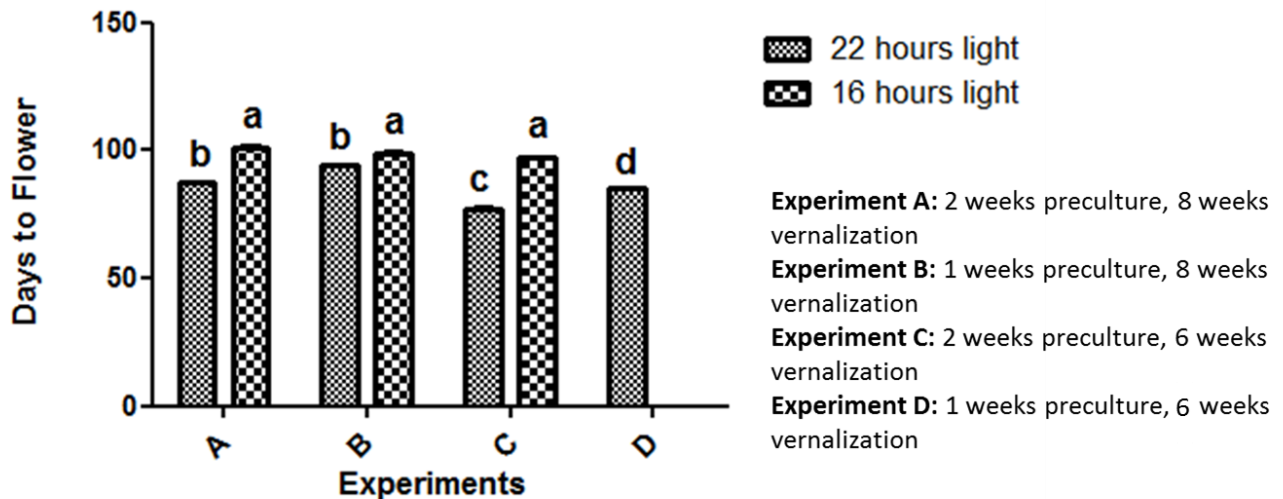 150
100
50
0
Days to Flower
b
a
b
a
c
a
d
A
B
C
D
Experiments
22 hours light
16 hours light
Experiment A: 2 weeks preculture, 8 weeks
vernalization
Experiment B: 1 weeks preculture, 8 weeks
vernalization
Experiment C: 2 weeks preculture, 6 weeks
vernalization
Experiment D: 1 weeks preculture, 6 weeks
vernalization